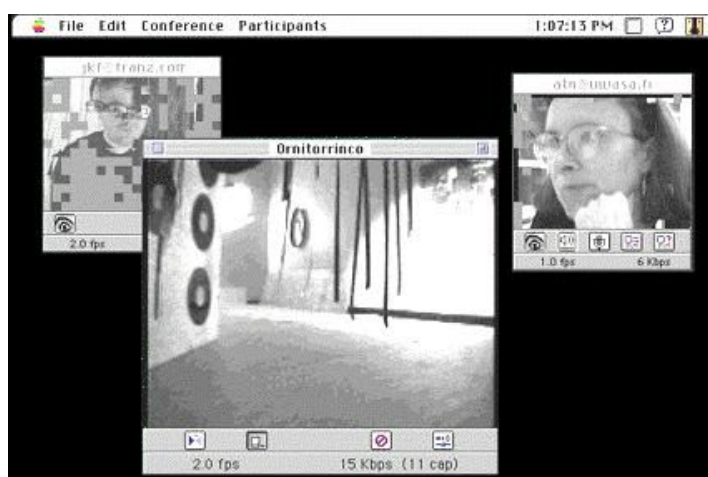 File Edit Conference Participants 1:07:13 PM
jkf@tranz.com
atn@uwasa.fi
Ornitorrinco
2.0 fps
1.0 fps 6 Kbps
2.0 fps 15 Kbps (11 cap)